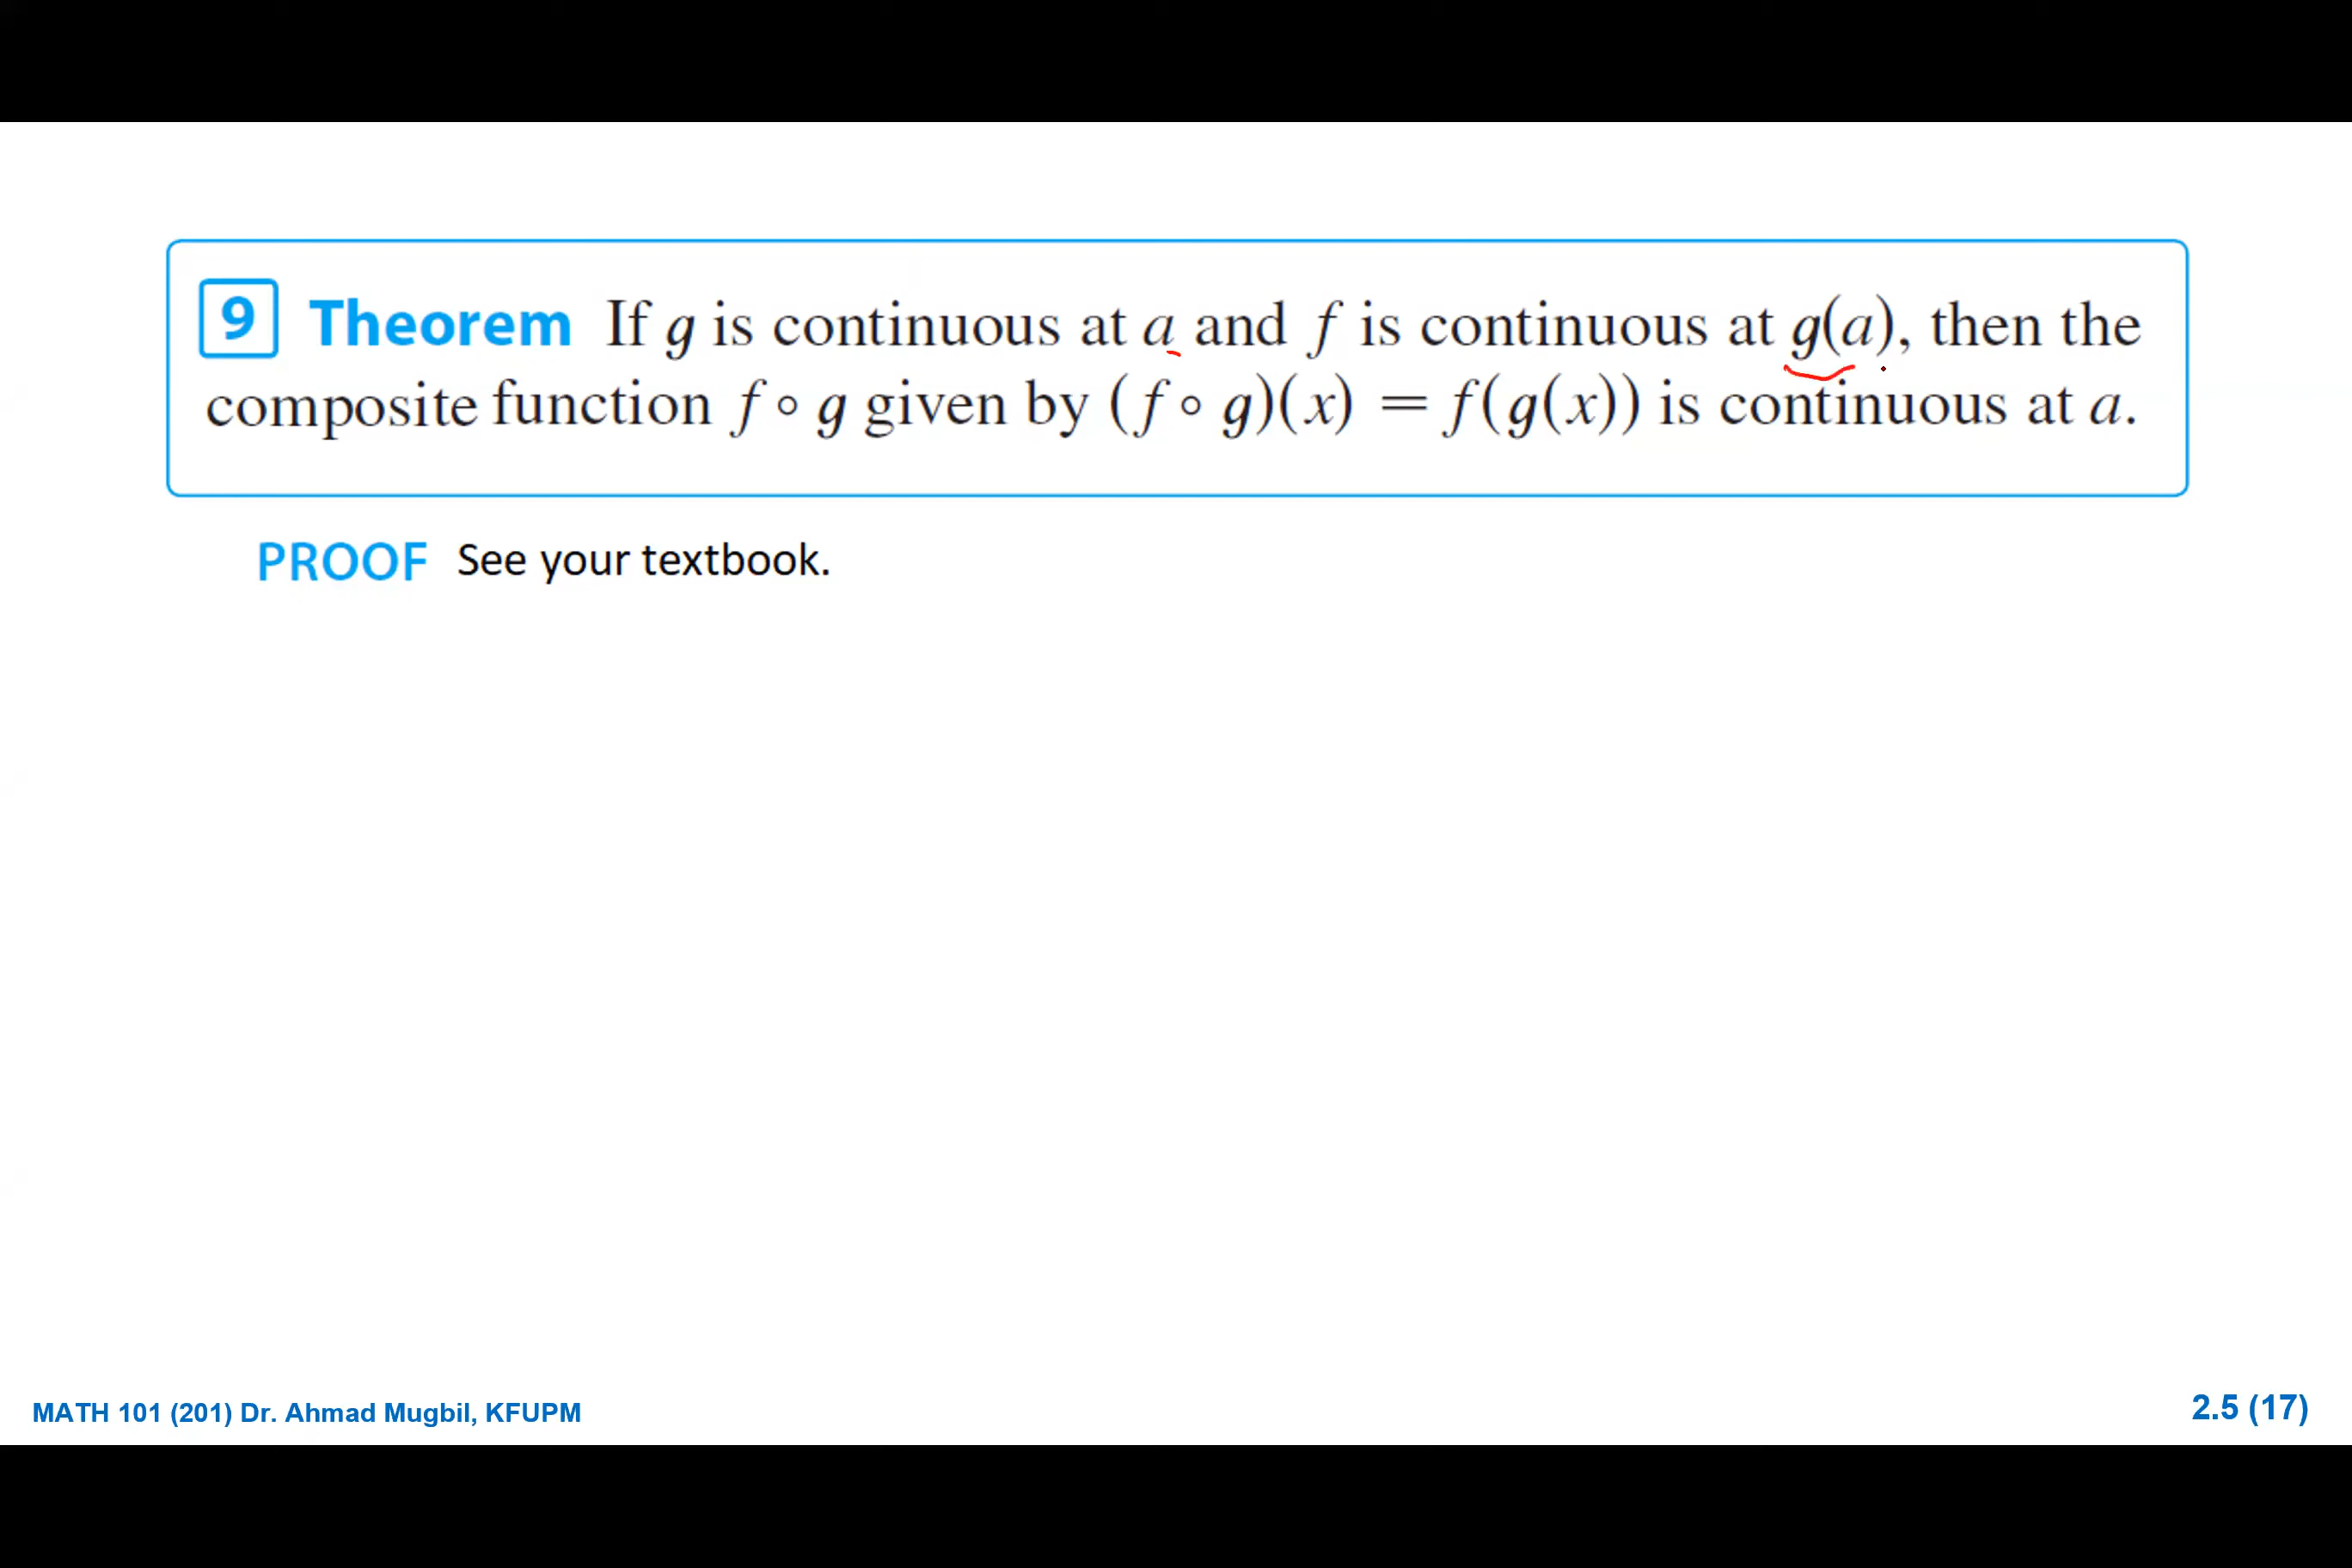 9 Theorem If g is continuous at a and f is continuous at g(a), then the
composite function f ∘ g given by (f ∘ g)(x) = f(g(x)) is continuous at a.
PROOF See your textbook.
MATH 101 (201) Dr. Ahmad Mugbil, KFUPM
2.5 (17)